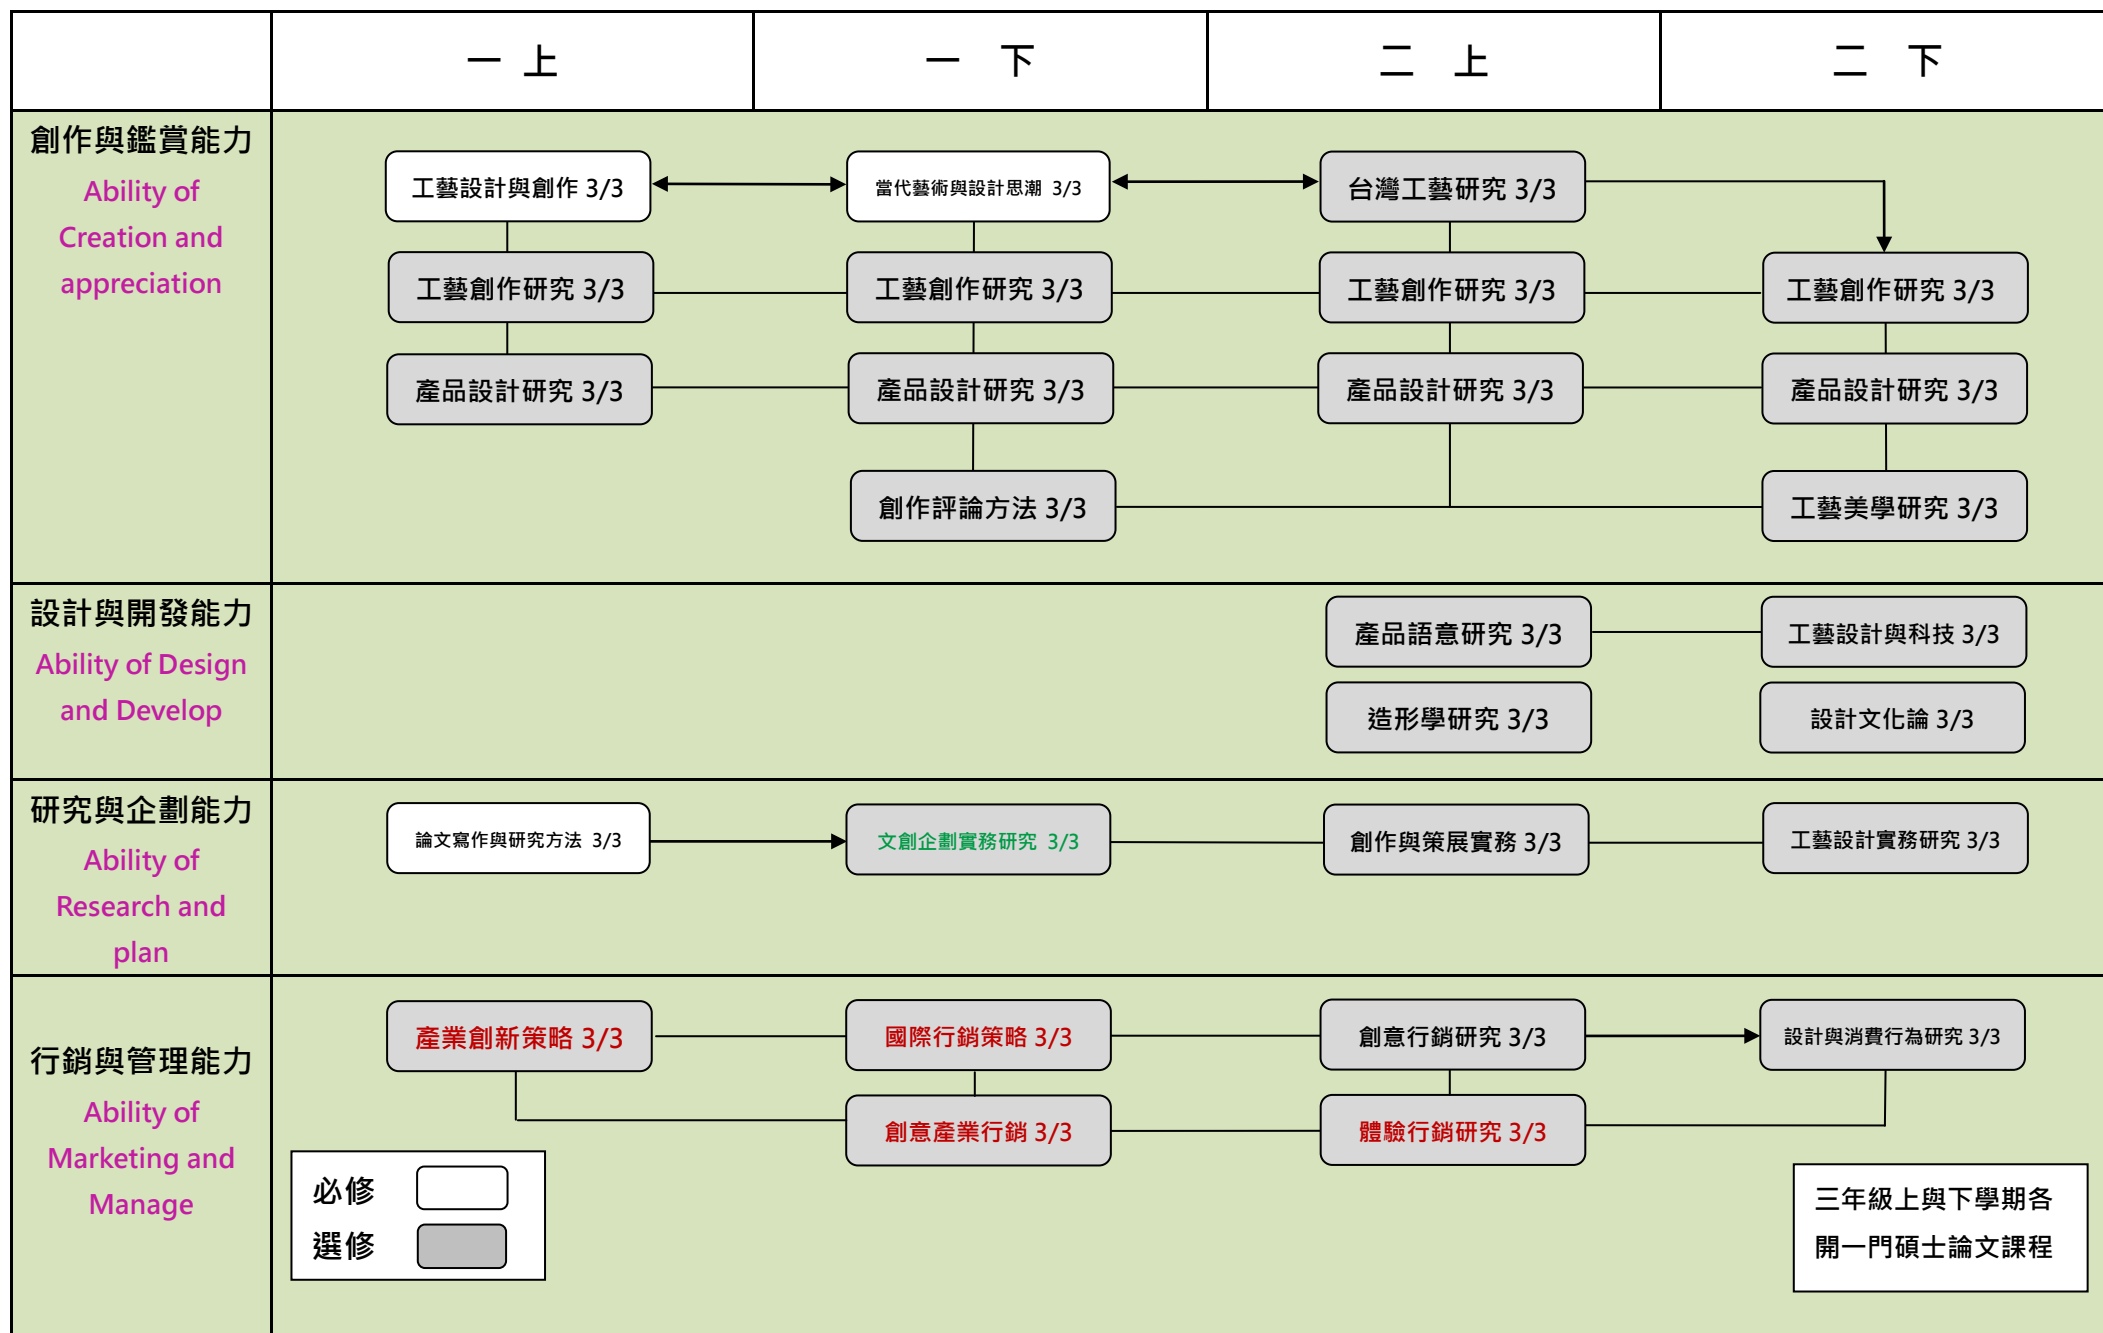 一 上
一 下
二 上
二 下
創作與鑑賞能力
Ability of
Creation and
appreciation
工藝設計與創作 3/3
當代藝術與設計思潮 3/3
台灣工藝研究 3/3
工藝創作研究 3/3
工藝創作研究 3/3
工藝創作研究 3/3
工藝創作研究 3/3
產品設計研究 3/3
產品設計研究 3/3
產品設計研究 3/3
產品設計研究 3/3
創作評論方法 3/3
工藝美學研究 3/3
設計與開發能力
Ability of Design
and Develop
產品語意研究 3/3
工藝設計與科技 3/3
造形學研究 3/3
設計文化論 3/3
研究與企劃能力
Ability of
Research and
plan
論文寫作與研究方法 3/3
文創企劃實務研究 3/3
創作與策展實務 3/3
工藝設計實務研究 3/3
行銷與管理能力
Ability of
Marketing and
Manage
產業創新策略 3/3
國際行銷策略 3/3
創意行銷研究 3/3
設計與消費行為研究 3/3
創意產業行銷 3/3
體驗行銷研究 3/3
必修
選修
三年級上與下學期各
開一門碩士論文課程